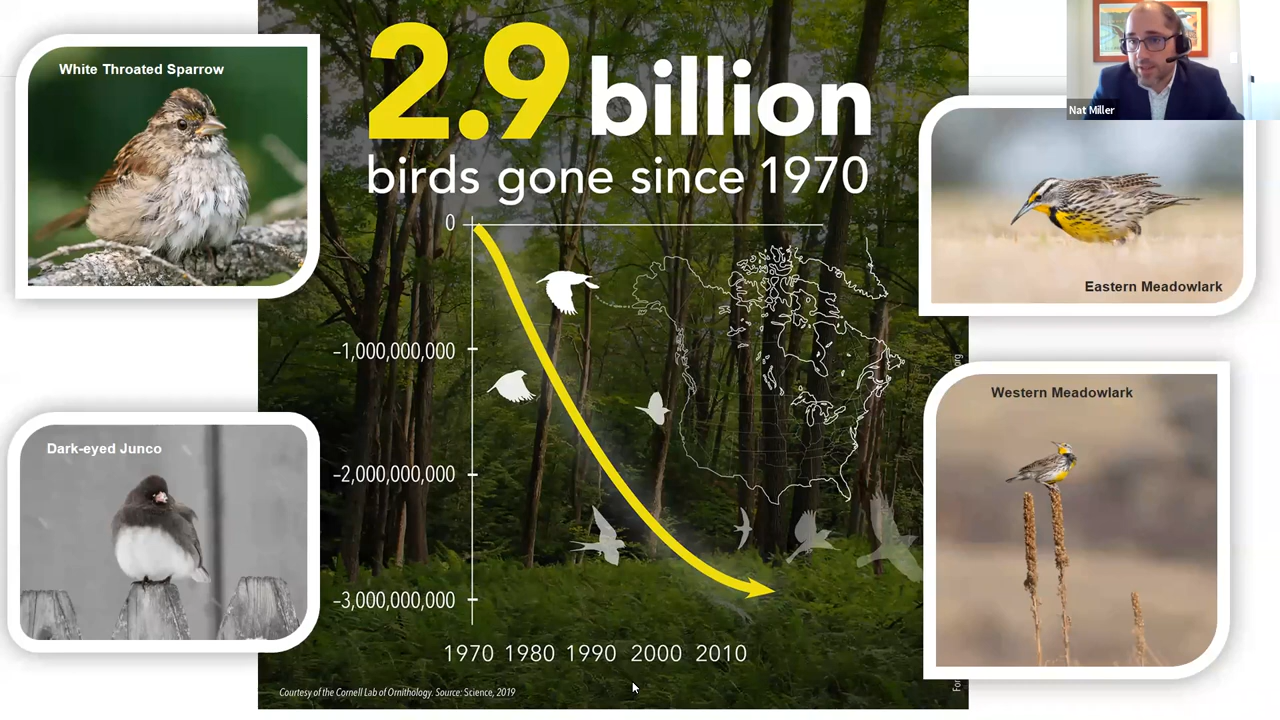 White Throated Sparrow
2.9 billion
birds gone since 1970
Nat Miller
Eastern Meadowlark
0
–1,000,000,000
–2,000,000,000
–3,000,000,000
1970 1980 1990 2000 2010
Dark-eyed Junco
Western Meadowlark
Courtesy of the Cornell Lab of Ornithology. Source: Science, 2019